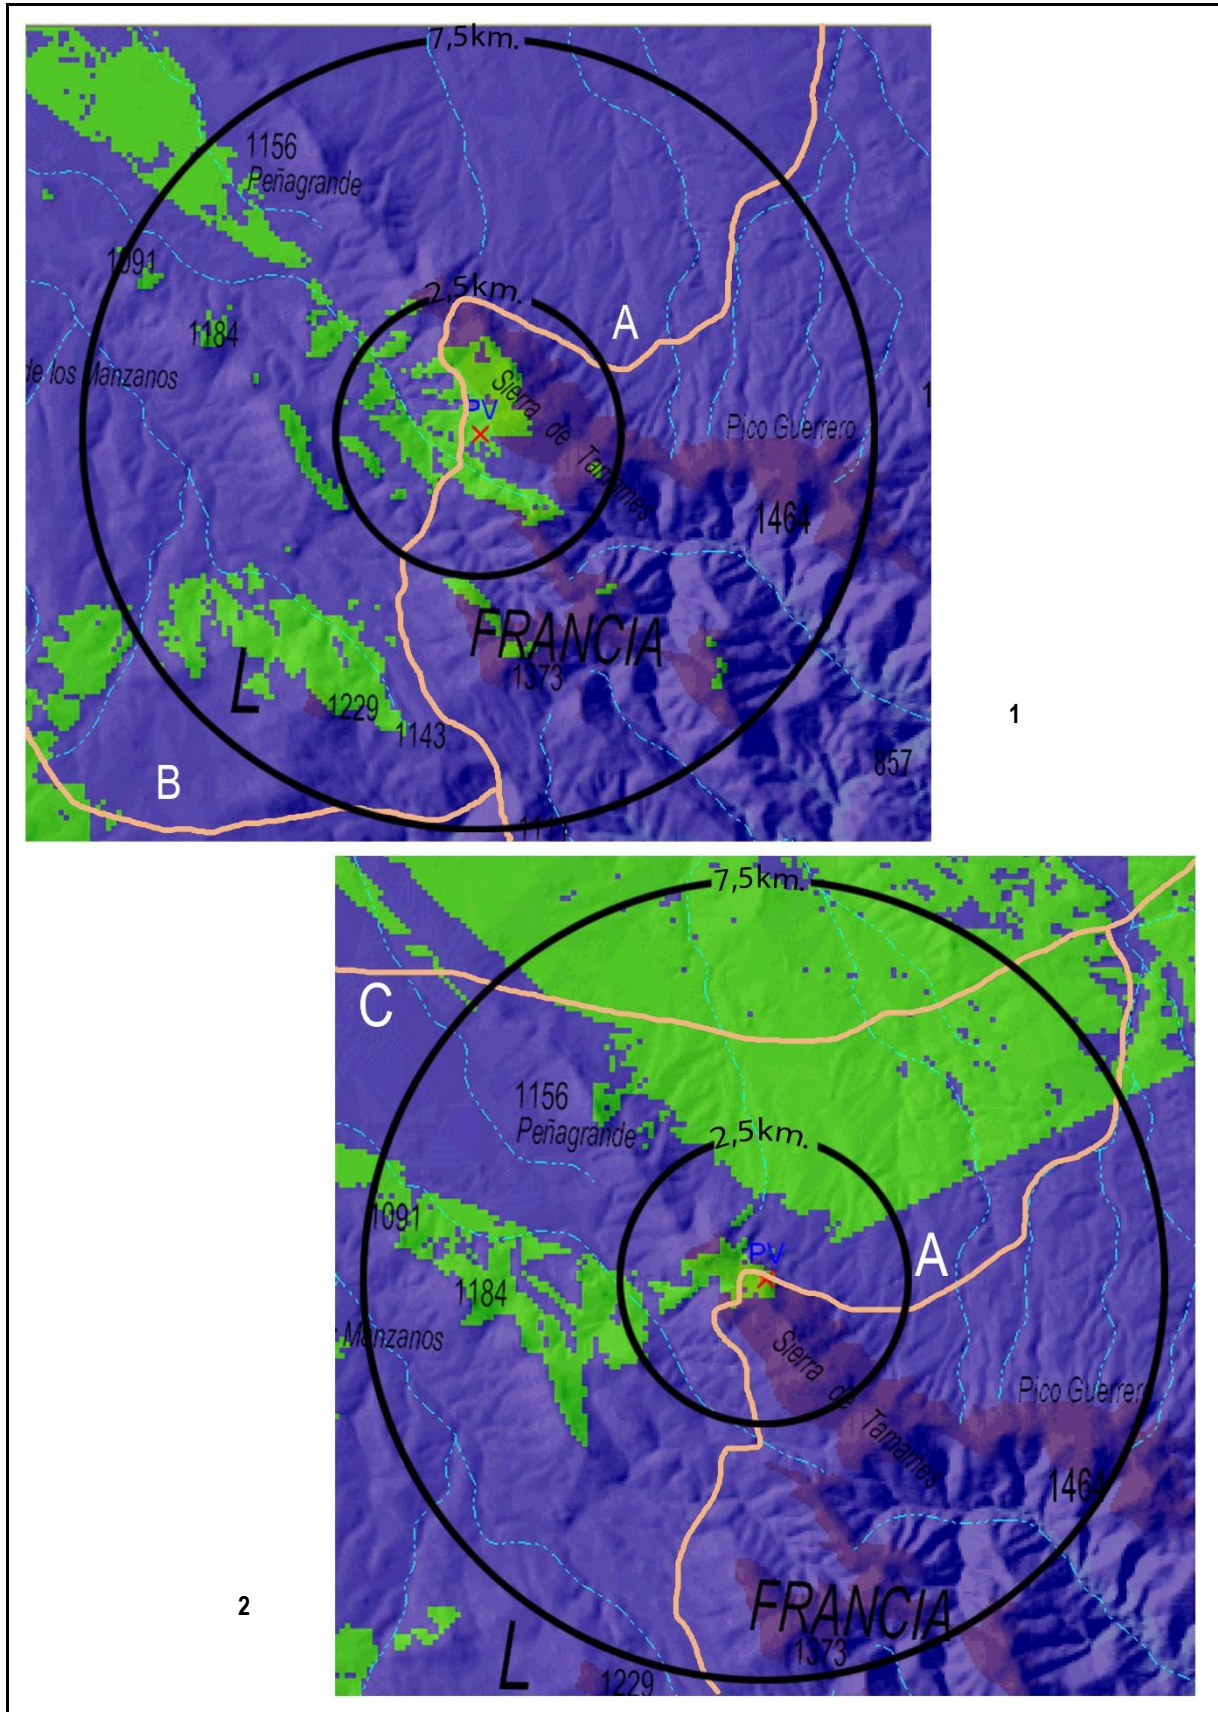 7,5km.
1156
Peñagrande
1091
2,5km.
A
1184
de los Manzanos
PV
Sierra de Tamames
Pico Guerrero
1464
FRANCIA
1373
L
1229
1143
857
B
1
7,5km.
C
1156
Peñagrande
2,5km.
1091
PV
A
1184
Manzanos
Sierra de Tamames
Pico Guerrero
1464
FRANCIA
1373
L
1229
2